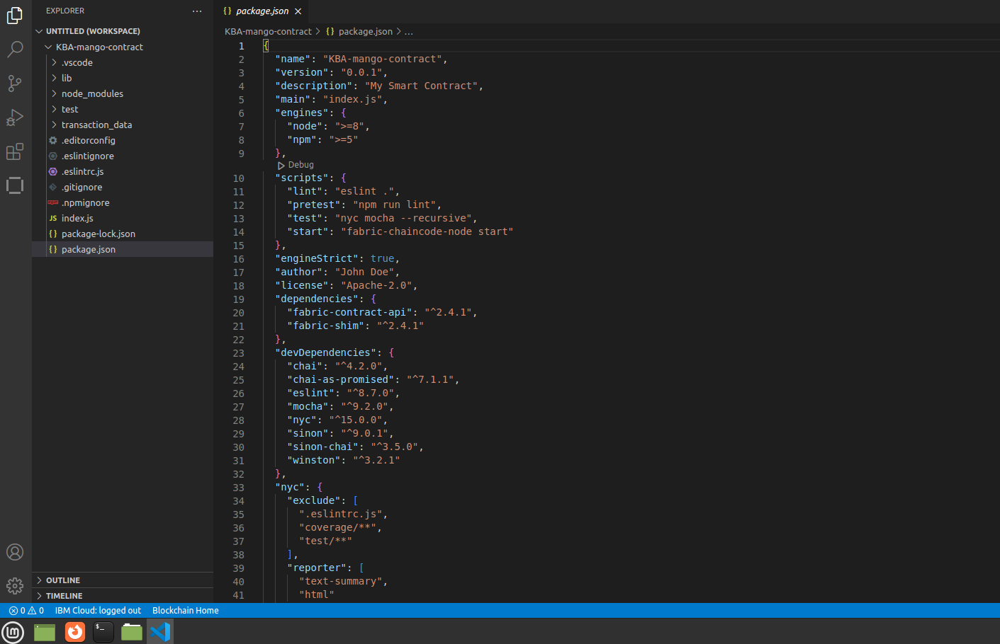 EXPLORER
UNTITLED (WORKSPACE)
KBA-mango-contract
.vscode
lib
node_modules
test
transaction_data
.editorconfig
.eslintignore
.eslintrc.js
.gitignore
.npmignore
JS index.js
{} package-lock.json
{} package.json
OUTLINE
TIMELINE
{} package.json ×
KBA-mango-contract > {} package.json > ...
1 {
2 "name": "KBA-mango-contract",
3 "version": "0.0.1",
4 "description": "My Smart Contract",
5 "main": "index.js",
6 "engines": {
7 "node": ">=8",
8 "npm": ">=5"
9 },
Debug
10 "scripts": {
11 "lint": "eslint .",
12 "pretest": "npm run lint",
13 "test": "nyc mocha --recursive",
14 "start": "fabric-chaincode-node start"
15 },
16 "engineStrict": true,
17 "author": "John Doe",
18 "license": "Apache-2.0",
19 "dependencies": {
20 "fabric-contract-api": "^2.4.1",
21 "fabric-shim": "^2.4.1"
22 },
23 "devDependencies": {
24 "chai": "^4.2.0",
25 "chai-as-promised": "^7.1.1",
26 "eslint": "^8.7.0",
27 "mocha": "^9.2.0",
28 "nyc": "^15.0.0",
29 "sinon": "^9.0.1",
30 "sinon-chai": "^3.5.0",
31 "winston": "^3.2.1"
32 },
33 "nyc": {
34 "exclude": [
35 ".eslintrc.js",
36 "coverage/**",
37 "test/**"
38 ],
39 "reporter": [
40 "text-summary",
41 "html"
0 0 IBM Cloud: logged out Blockchain Home